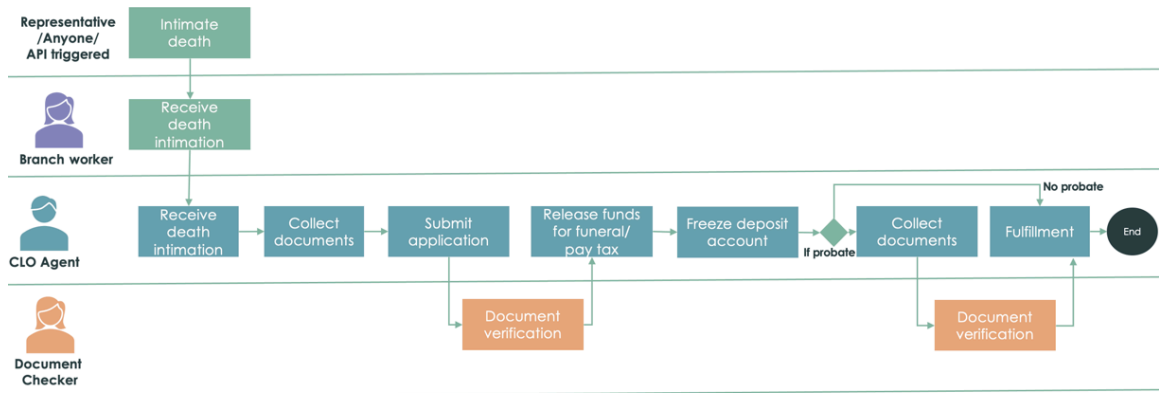 Representative
/Anyone/
API triggered
Intimate
death
Receive
death
intimation
Branch worker
No probate
Receive
death
intimation
Collect
documents
Submit
application
Release funds
for funeral/
pay tax
Freeze deposit
account
If probate
Collect
documents
Fulfillment
End
CLO Agent
Document
verification
Document
verification
Document
Checker